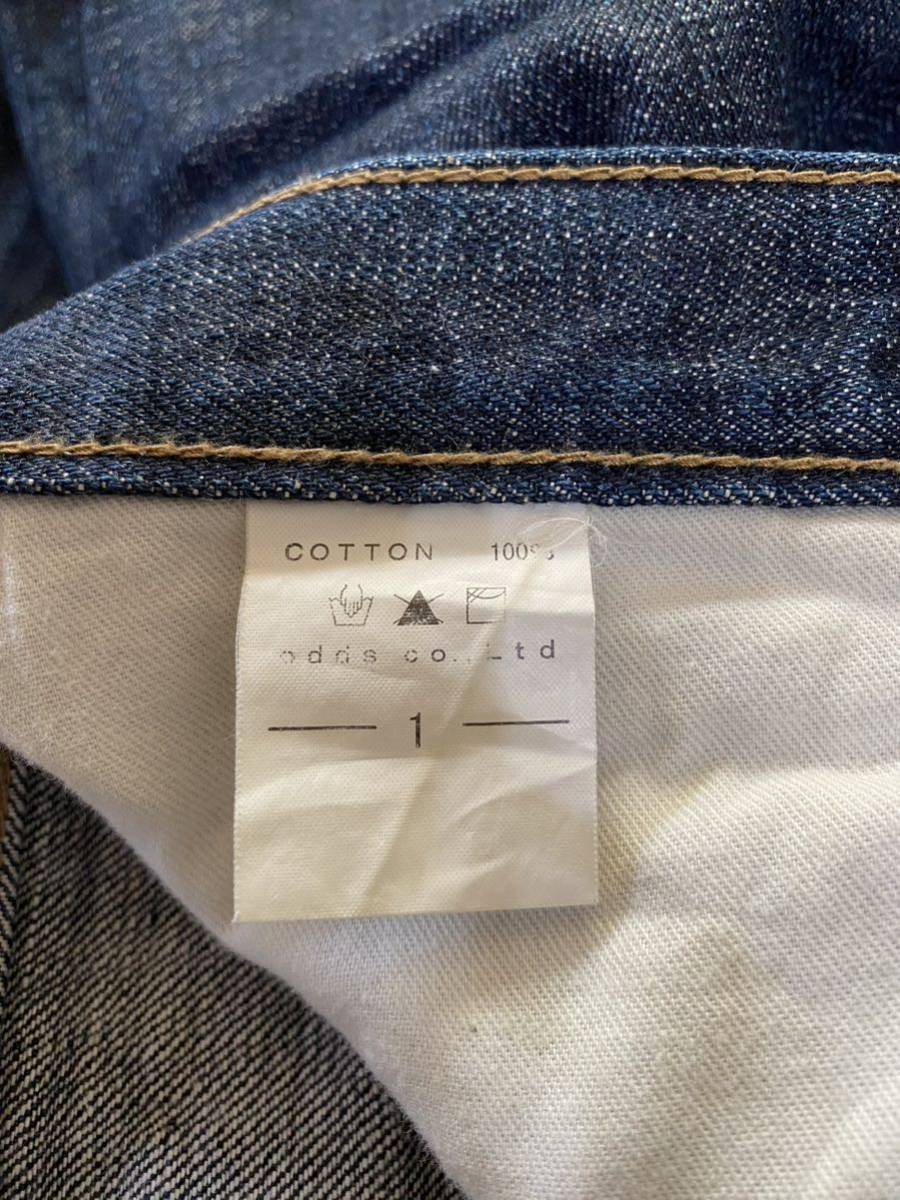 COTTON 100%
odds co.,Ltd
1